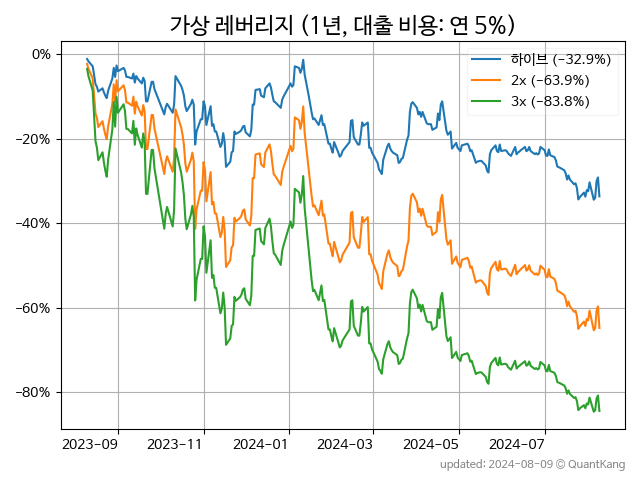 가상 레버리지 (1년, 대출 비용: 연 5%)
하이브 (−32.9%)
2x (−63.9%)
3x (−83.8%)
0%
−20%
−40%
−60%
−80%
2023-09 2023-11 2024-01 2024-03 2024-05 2024-07
updated: 2024-08-09 © QuantKang